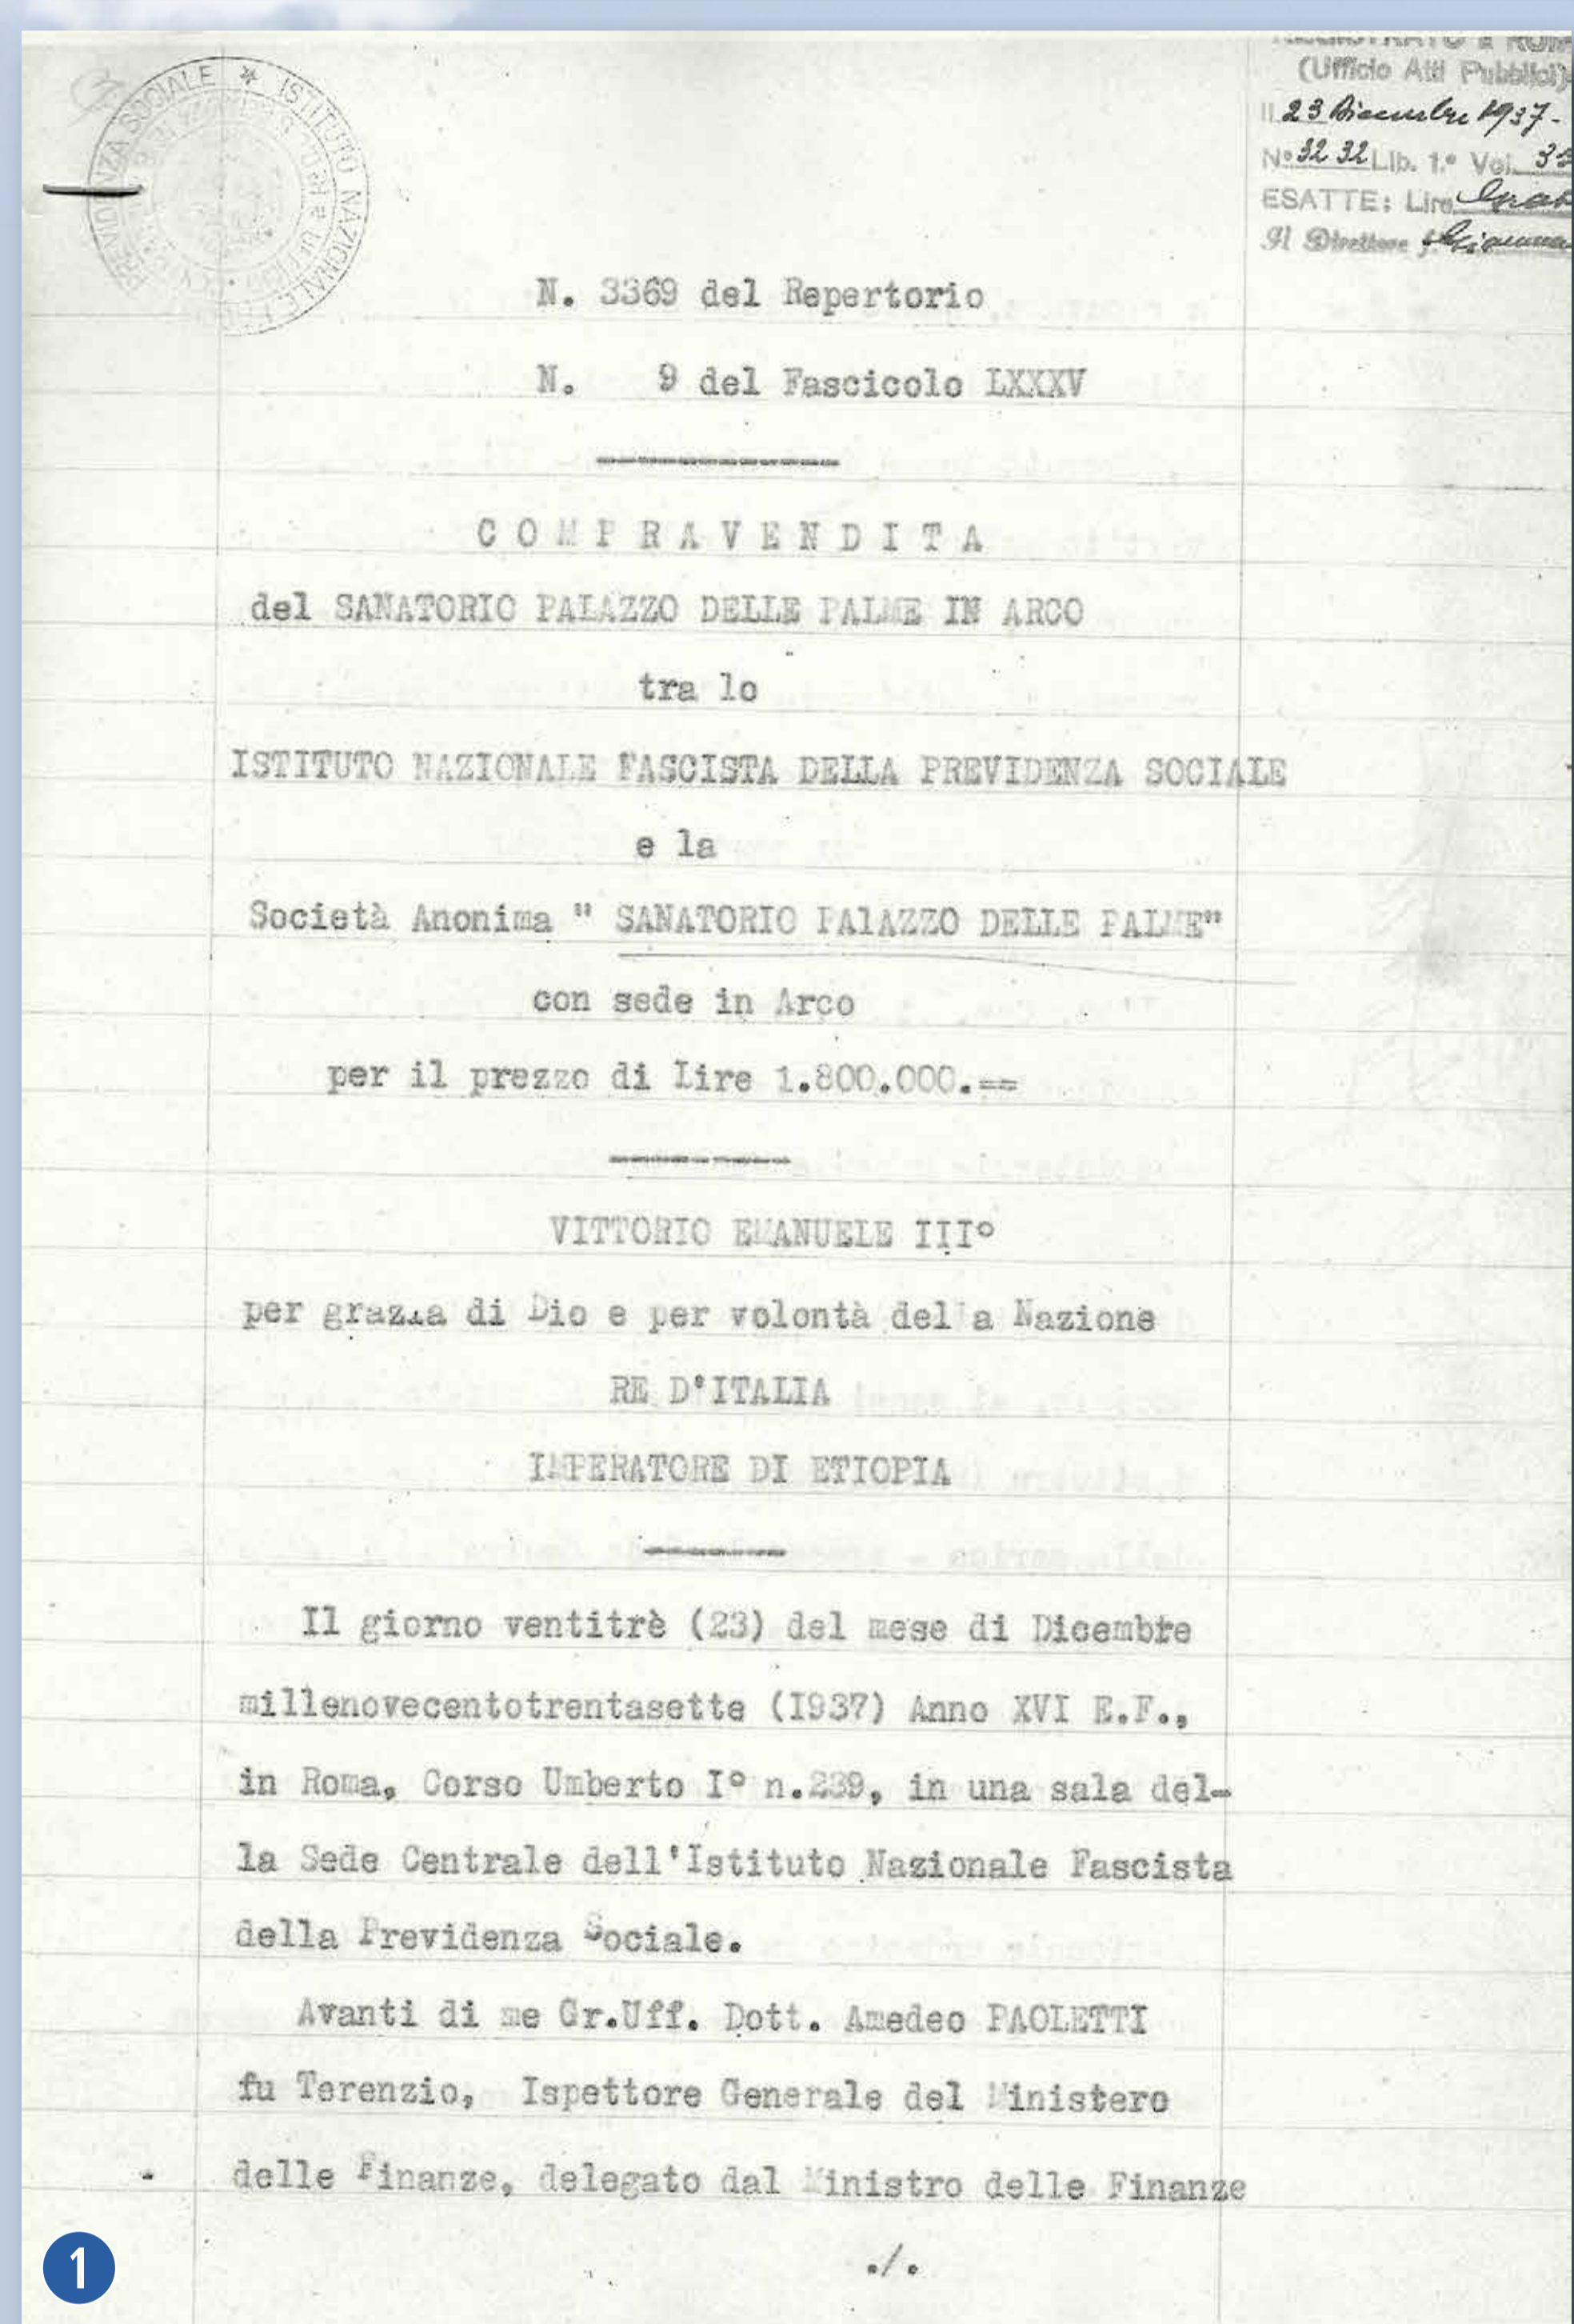 ISTITUTO NAZIONALE
PREVIDENZA SOCIALE
(Ufficio Atti Pubblici)
Il 23 Dicembre 1937-
N° 3232 Lib. 1.° Vol.
ESATTE: Lire
Il Direttore
N. 3369 del Repertorio
N. 9 del Fascicolo LXXXV
COMPRAVENDITA
del SANATORIO PALAZZO DELLE PALME IN ARCO
tra lo
ISTITUTO NAZIONALE FASCISTA DELLA PREVIDENZA SOCIALE
e la
Società Anonima " SANATORIO PAlAZZO DELLE PALME"
con sede in Arco
per il prezzo di Lire 1.800.000.==
VITTORIO EMANUELE III°
per grazia di Dio e per volontà della Nazione
RE D'ITALIA
IMPERATORE DI ETIOPIA
Il giorno ventitrè (23) del mese di Dicembre
millenovecentotrentasette (I937) Anno XVI E.F.,
in Roma, Corso Umberto I° n.239, in una sala del-
la Sede Centrale dell'Istituto Nazionale Fascista
della Previdenza Sociale.
Avanti di me Gr.Uff. Dott. Amedeo PAOLETTI
fu Terenzio, Ispettore Generale del Ministero
delle Finanze, delegato dal Ministro delle Finanze
./.
1